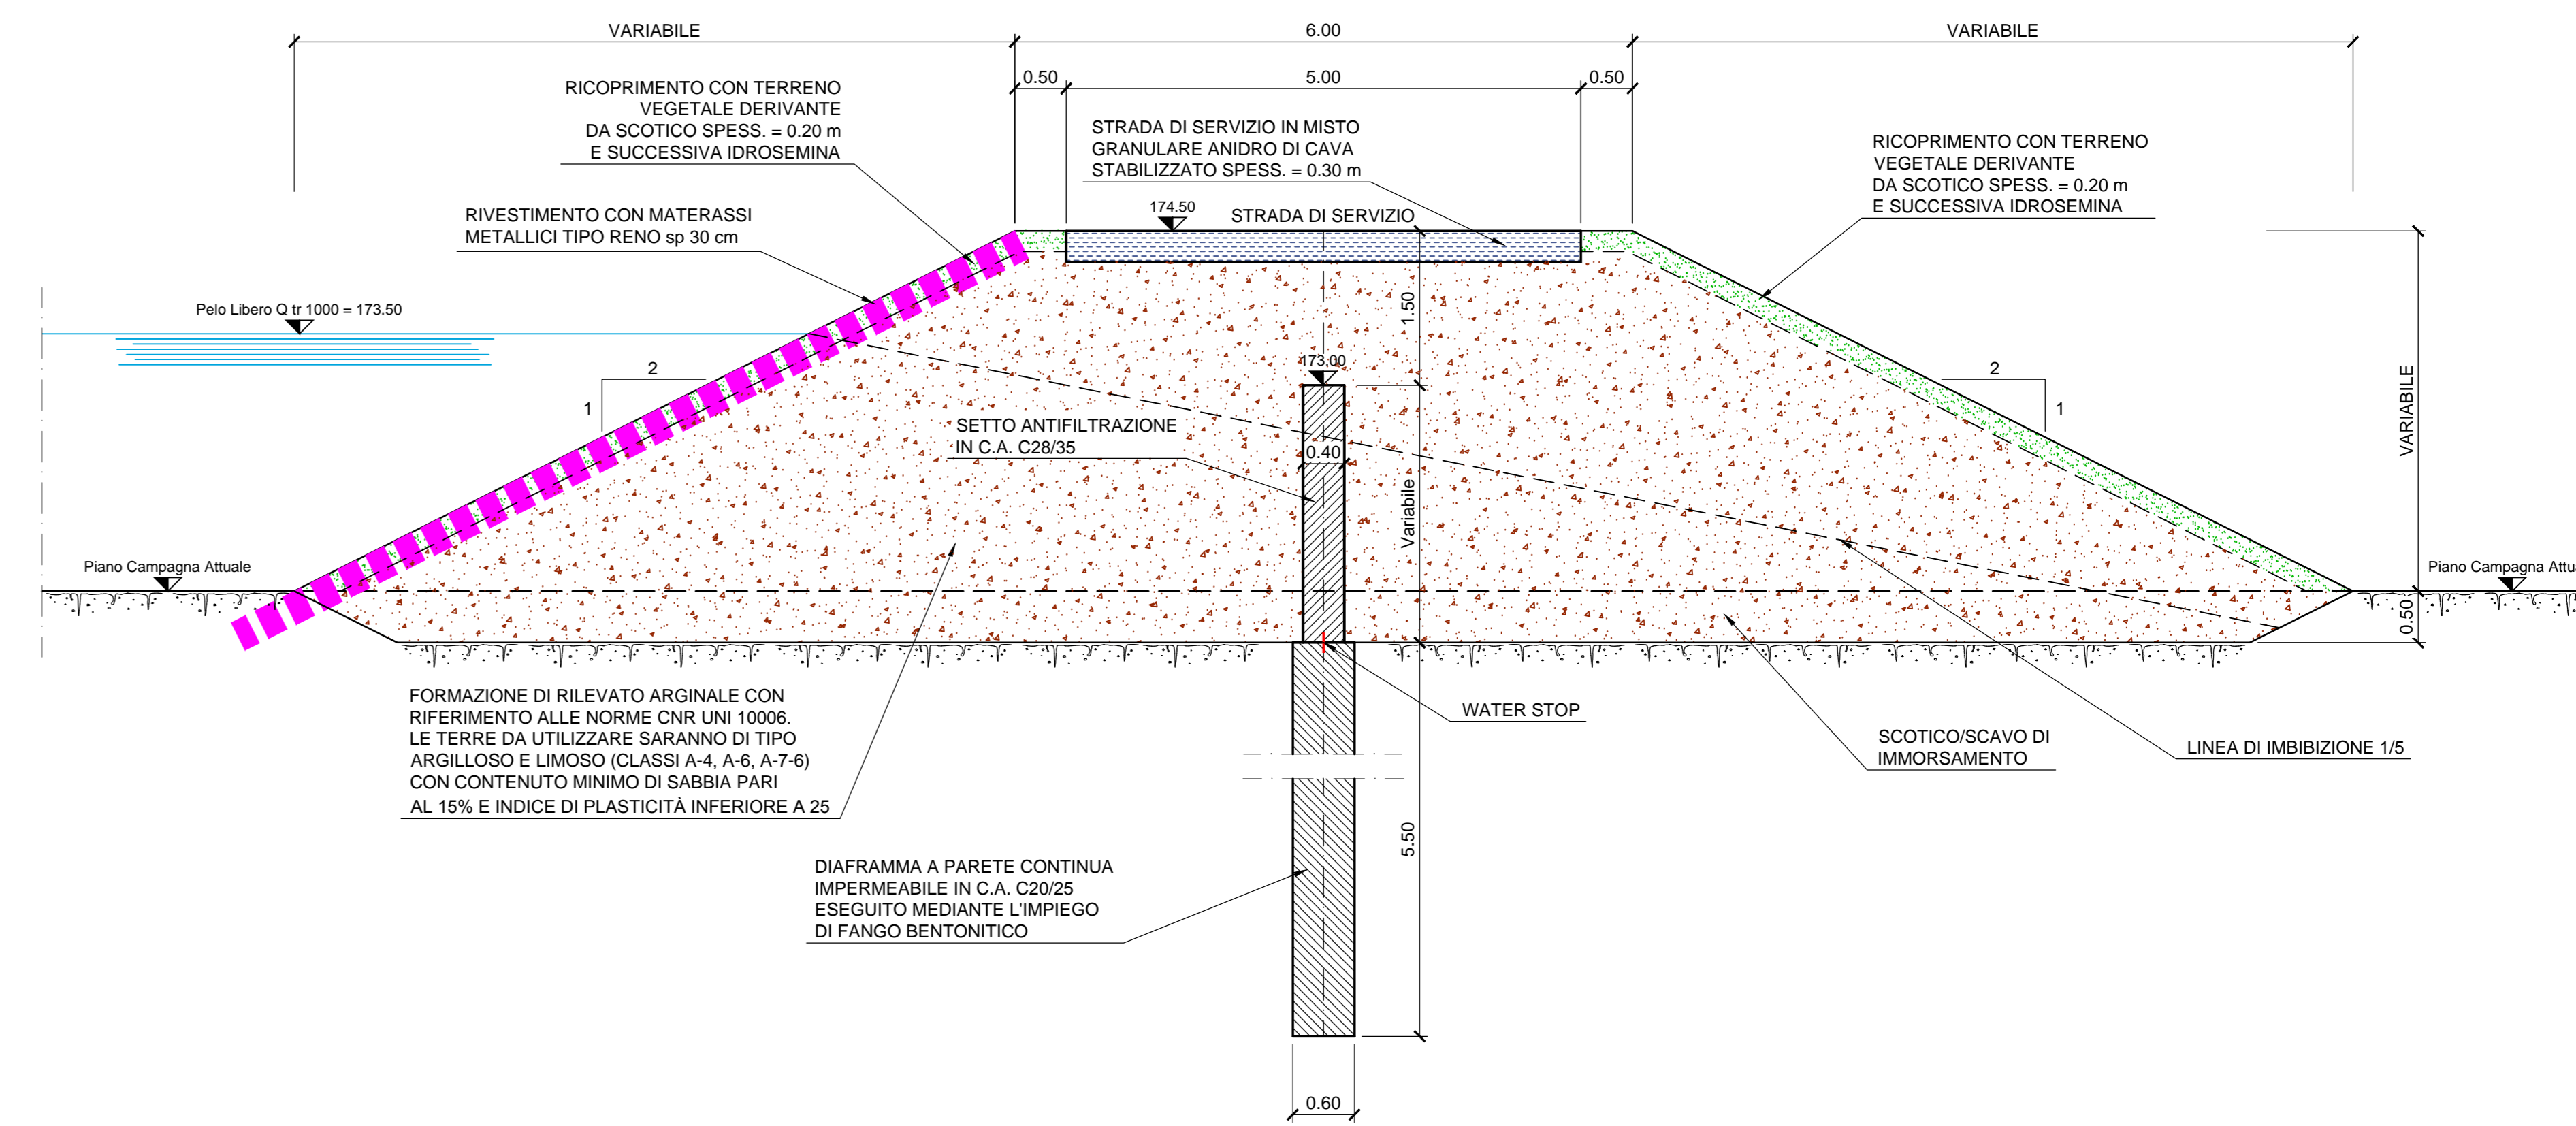 VARIABILE
6.00
VARIABILE
0.50
5.00
0.50
RICOPRIMENTO CON TERRENO
VEGETALE DERIVANTE
DA SCOTICO SPESS. = 0.20 m
E SUCCESSIVA IDROSEMINA
STRADA DI SERVIZIO IN MISTO
GRANULARE ANIDRO DI CAVA
STABILIZZATO SPESS. = 0.30 m
RICOPRIMENTO CON TERRENO
VEGETALE DERIVANTE
DA SCOTICO SPESS. = 0.20 m
E SUCCESSIVA IDROSEMINA
RIVESTIMENTO CON MATERASSI
METALLICI TIPO RENO sp 30 cm
174.50
STRADA DI SERVIZIO
Pelo Libero Q tr 1000 = 173.50
1.50
173.00
2
1
2
1
VARIABILE
SETTO ANTIFILTRAZIONE
IN C.A. C28/35
0.40
Variabile
Piano Campagna Attuale
Piano Campagna Attua
0.50
FORMAZIONE DI RILEVATO ARGINALE CON
RIFERIMENTO ALLE NORME CNR UNI 10006.
LE TERRE DA UTILIZZARE SARANNO DI TIPO
ARGILLOSO E LIMOSO (CLASSI A-4, A-6, A-7-6)
CON CONTENUTO MINIMO DI SABBIA PARI
AL 15% E INDICE DI PLASTICITÀ INFERIORE A 25
WATER STOP
SCOTICO/SCAVO DI
IMMORSAMENTO
LINEA DI IMBIBIZIONE 1/5
5.50
DIAFRAMMA A PARETE CONTINUA
IMPERMEABILE IN C.A. C20/25
ESEGUITO MEDIANTE L'IMPIEGO
DI FANGO BENTONITICO
0.60